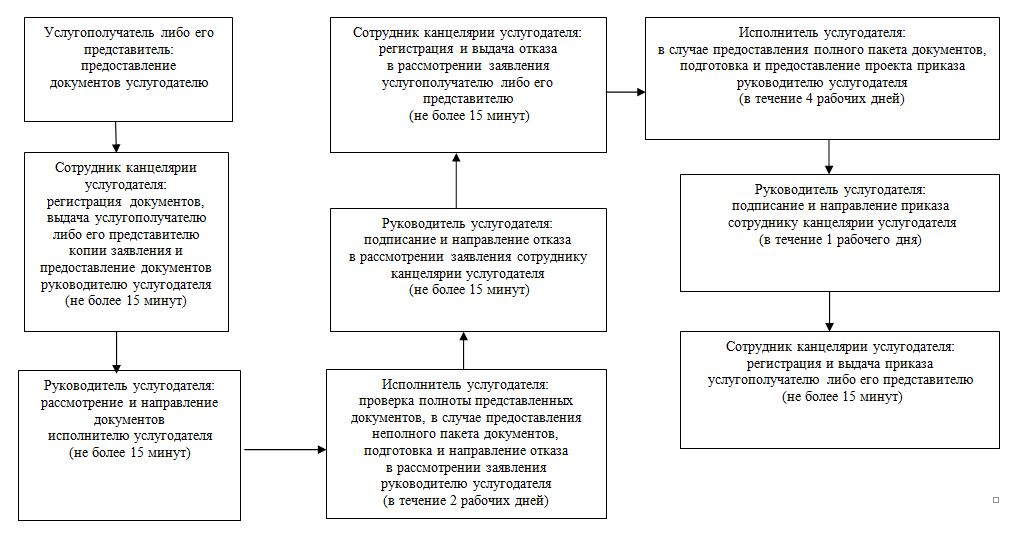 Услугополучатель либо его
представитель:
предоставление
документов услугодателю
Сотрудник канцелярии
услугодателя:
регистрация документов,
выдача услугополучателю
либо его представителю
копии заявления и
предоставление документов
руководителю услугодателя
(не более 15 минут)
Руководитель услугодателя:
рассмотрение и направление
документов
исполнителю услугодателя
(не более 15 минут)
Исполнитель услугодателя:
проверка полноты представленных
документов, в случае предоставления
неполного пакета документов,
подготовка и направление отказа
в рассмотрении заявления
руководителю услугодателя
(в течение 2 рабочих дней)
Руководитель услугодателя:
подписание и направление отказа
в рассмотрении заявления сотруднику
канцелярии услугодателя
(не более 15 минут)
Сотрудник канцелярии услугодателя:
регистрация и выдача отказа
в рассмотрении заявления
услугополучателю либо его
представителю
(не более 15 минут)
Исполнитель услугодателя:
в случае предоставления полного пакета документов,
подготовка и предоставление проекта приказа
руководителю услугодателя
(в течение 4 рабочих дней)
Руководитель услугодателя:
подписание и направление приказа
сотруднику канцелярии услугодателя
(в течение 1 рабочего дня)
Сотрудник канцелярии услугодателя:
регистрация и выдача приказа
услугополучателю либо его представителю
(не более 15 минут)